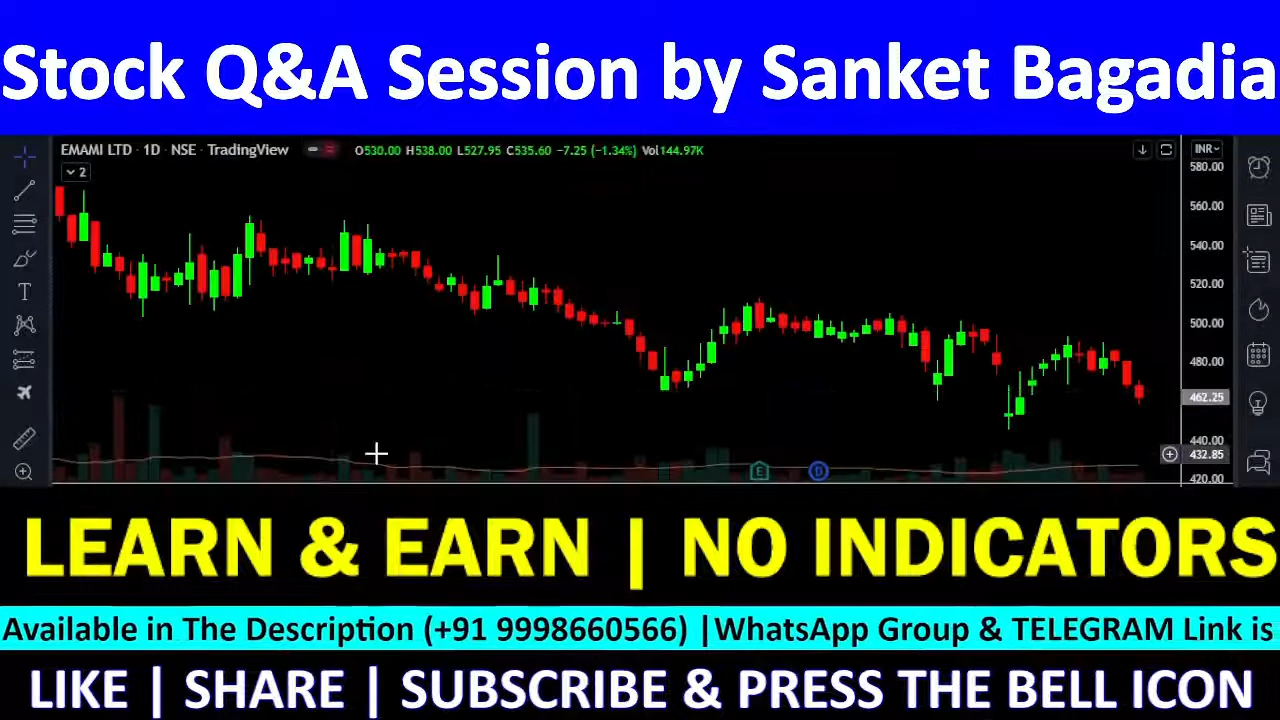 Stock Q&A Session by Sanket Bagadia
EMAMI LTD · 1D · NSE · TradingView O530.00 H538.00 L527.95 C535.60 −7.25 (−1.34%) Vol144.97K INR
2
580.00
560.00
540.00
520.00
500.00
480.00
462.25
440.00
432.85
420.00
E D
LEARN & EARN | NO INDICATORS
Available in The Description (+91 9998660566) |WhatsApp Group & TELEGRAM Link is
LIKE | SHARE | SUBSCRIBE & PRESS THE BELL ICON